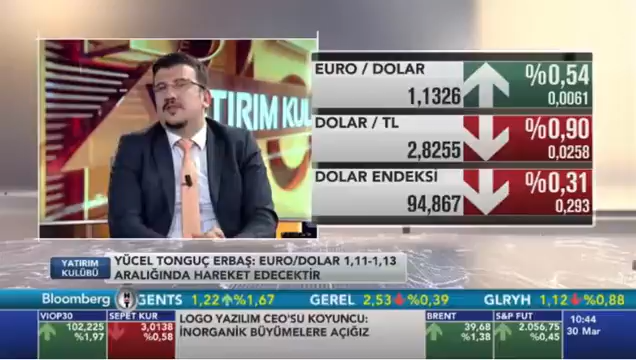 YATIRIM KUL
EURO / DOLAR
1,1326
%0,54
0,0061
DOLAR / TL
2,8255
%0,90
0,0258
DOLAR ENDEKSİ
94,867
%0,31
0,293
YATIRIM KULÜBÜ
YÜCEL TONGUÇ ERBAŞ: EURO/DOLAR 1,11-1,13
ARALIĞINDA HAREKET EDECEKTİR
Bloomberg HT GENTS 1,22 %1,67 GEREL 2,53 %0,39 GLRYH 1,12 %0,88
VIOP30
102,225
%1,97
SEPET KUR
3,0138
%0,58
LOGO YAZILIM CEO'SU KOYUNCU:
İNORGANİK BÜYÜMELERE AÇIĞIZ
BRENT
39,68
%1,38
S&P FUT
2.056,75
%0,45
10:44
30 Mar